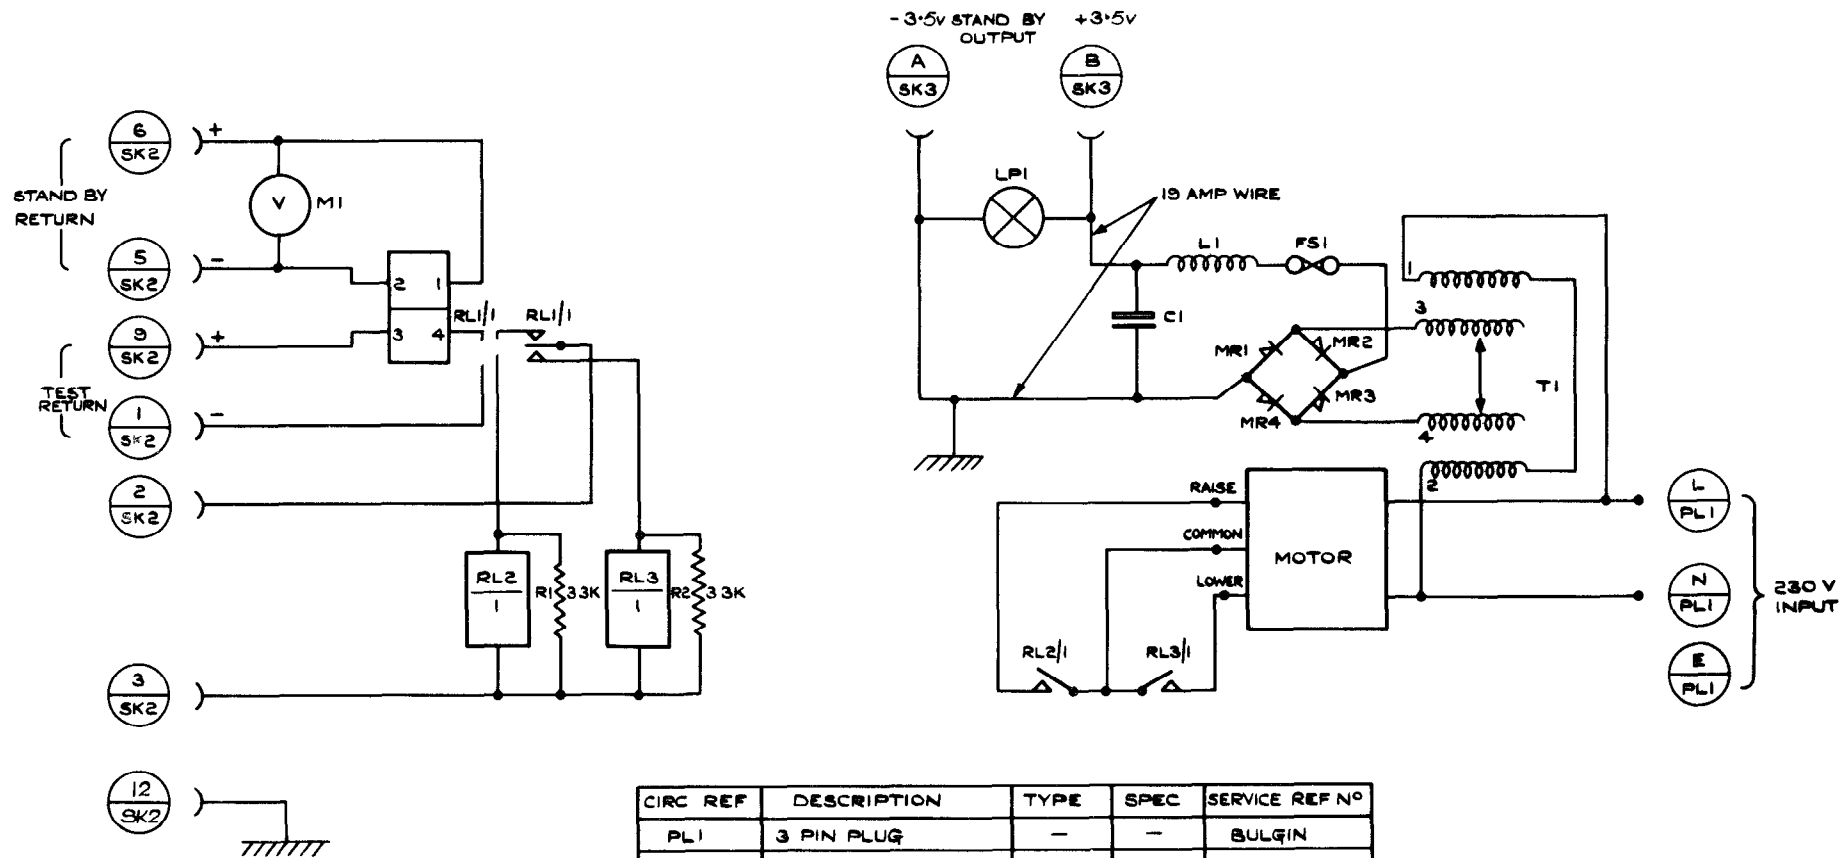 - 3·5V STAND BY +3·5V
OUTPUT
A
SK3
B
SK3
6
SK2
+
STAND BY
RETURN
V
M1
5
SK2
-
2
1
3
4
RL1/1
RL1/1
9
SK2
+
TEST
RETURN
1
SK2
-
2
SK2
RL2
1
R1
33K
RL3
1
R2
33K
3
SK2
12
SK2
LP1
19 AMP WIRE
L1
FS1
C1
MR1
MR2
MR3
MR4
1
3
T1
4
2
RAISE
COMMON
LOWER
MOTOR
RL2/1
RL3/1
L
PL1
N
PL1
E
PL1
230 V
INPUT
CIRC REF DESCRIPTION TYPE SPEC SERVICE REF Nº
PL1 3 PIN PLUG - - BULGIN